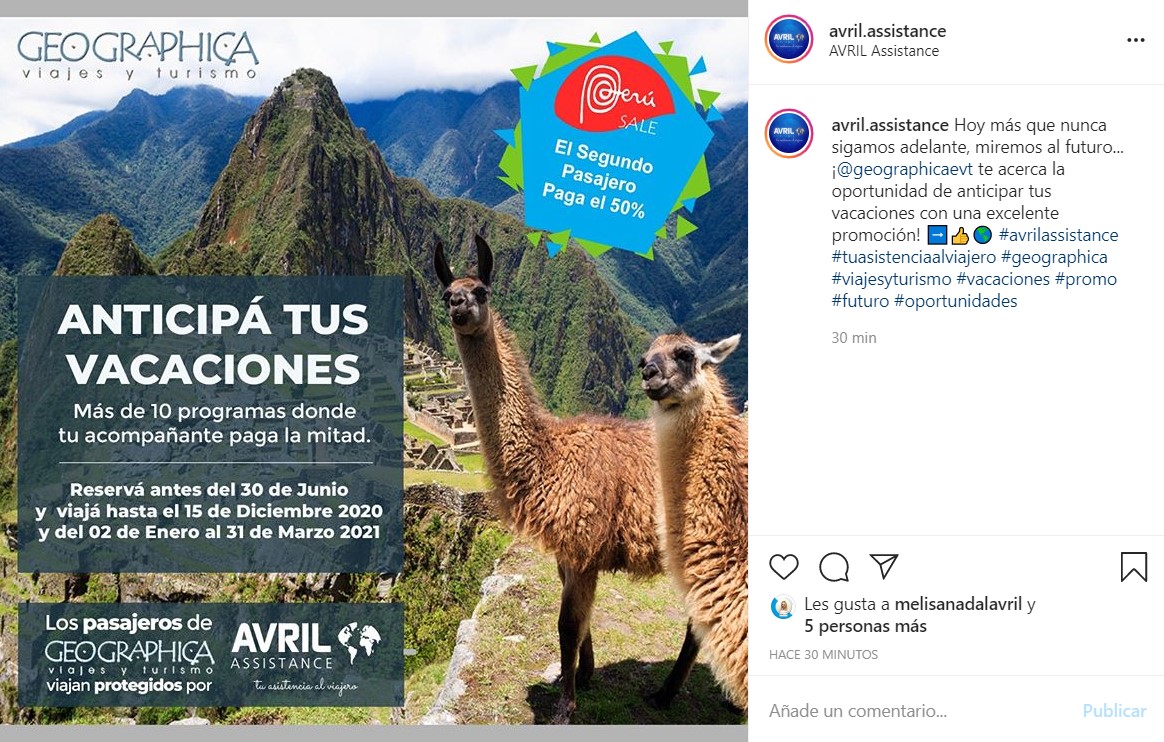 GEOGRAPHICA
viajes y turismo
Perú
SALE
El Segundo
Pasajero
Paga el 50%
ANTICIPÁ TUS
VACACIONES
Más de 10 programas donde
tu acompañante paga la mitad.
Reservá antes del 30 de Junio
y viajá hasta el 15 de Diciembre 2020
y del 02 de Enero al 31 de Marzo 2021
Los pasajeros de
GEOGRAPHICA
viajes y turismo
viajan protegidos por
AVRIL
ASSISTANCE
tu asistencia al viajero
AVRIL
avril.assistance
AVRIL Assistance
AVRIL
avril.assistance Hoy más que nunca
sigamos adelante, miremos al futuro...
¡@geographicaevt te acerca la
oportunidad de anticipar tus
vacaciones con una excelente
promoción! ➡️👍🌎 #avrilassistance
#tuasistenciaalviajero #geographica
#viajesyturismo #vacaciones #promo
#futuro #oportunidades
30 min
Les gusta a melisanadalavril y
5 personas más
HACE 30 MINUTOS
Añade un comentario... Publicar